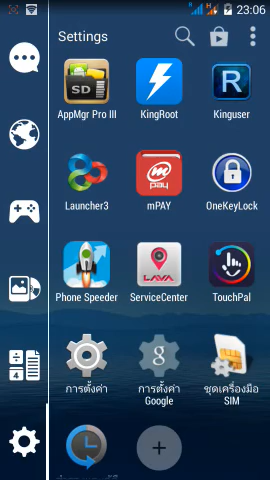 23:06
Settings
SD
AppMgr Pro III
KingRoot
R
Kinguser
Launcher3
m
pay
mPAY
OneKeyLock
Phone Speeder
LAVA
ServiceCenter
TouchPal
การตั้งค่า
g
การตั้งค่า
Google
ชุดเครื่องมือ
SIM